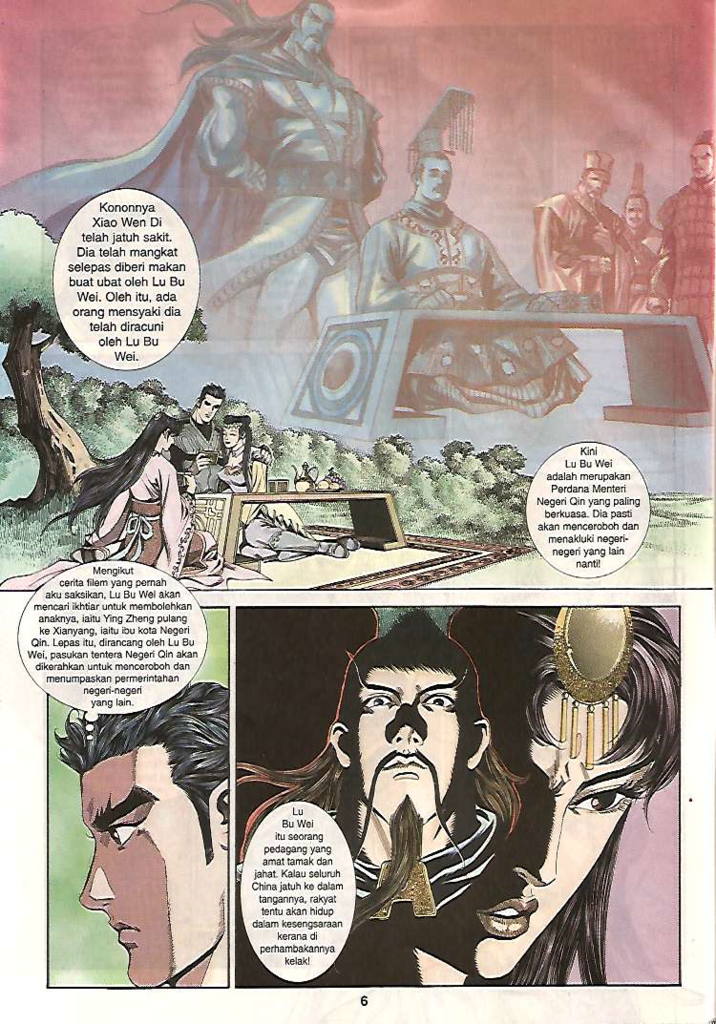 Kononnya
Xiao Wen Di
telah jatuh sakit.
Dia telah mangkat
selepas diberi makan
buat ubat oleh Lu Bu
Wei. Oleh itu, ada
orang mensyaki dia
telah diracuni
oleh Lu Bu
Wei.
Kini
Lu Bu Wei
adalah merupakan
Perdana Menteri
Negeri Qin yang paling
berkuasa. Dia pasti
akan menceroboh dan
menakluki negeri-
negeri yang lain
nanti!
Mengikut
cerita filem yang pernah
aku saksikan, Lu Bu Wei akan
mencari ikhtiar untuk membolehkan
anaknya, iaitu Ying Zheng pulang
ke Xianyang, iaitu ibu kota Negeri
Qin. Lepas itu, dirancang oleh Lu Bu
Wei, pasukan tentera Negeri Qin akan
dikerahkan untuk menceroboh dan
menumpaskan permerintahan
negeri-negeri
yang lain.
Lu
Bu Wei
itu seorang
pedagang yang
amat tamak dan
jahat. Kalau seluruh
China jatuh ke dalam
tangannya, rakyat
tentu akan hidup
dalam kesengsaraan
kerana di
perhambakannya
kelak!
6